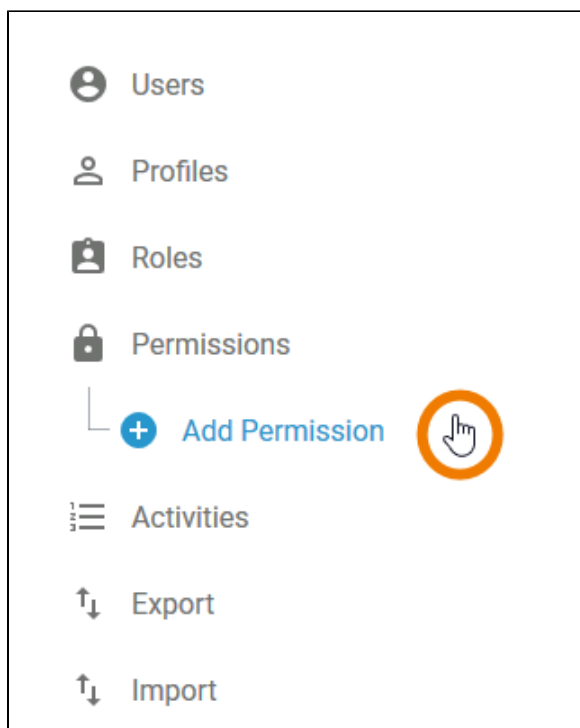 Users
Profiles
Roles
Permissions
Add Permission
Activities
Export
Import